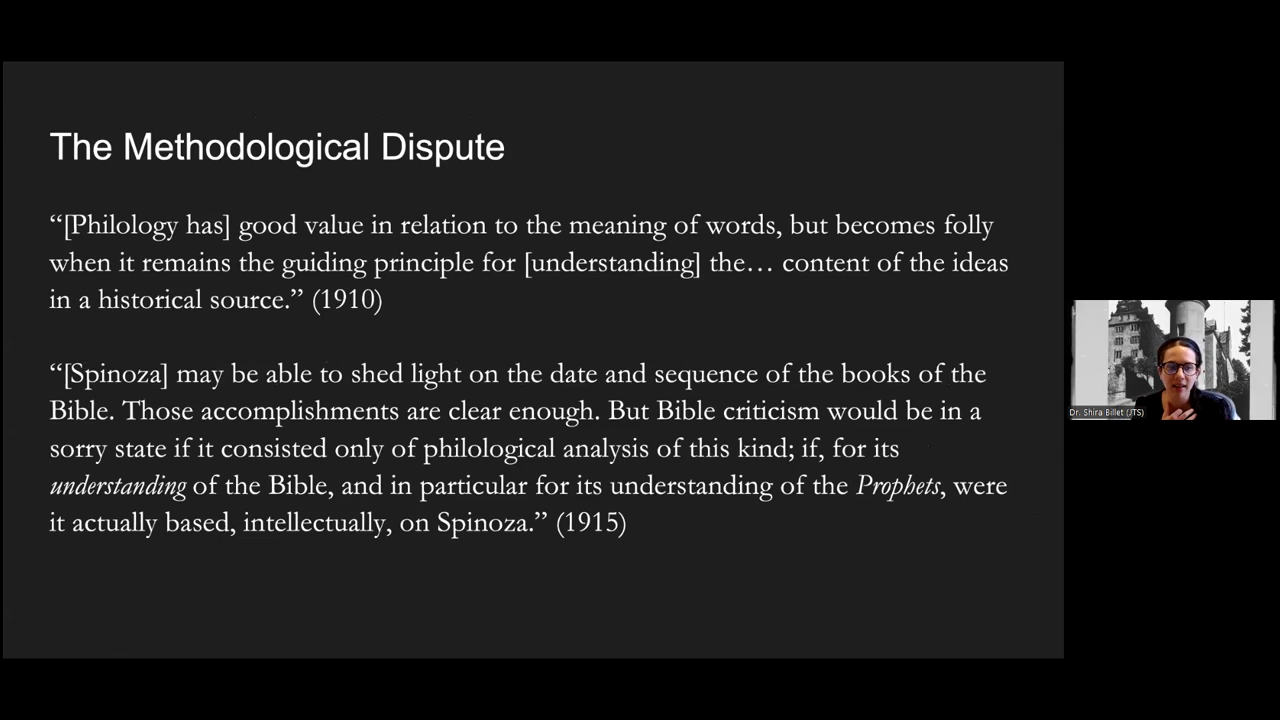 The Methodological Dispute
“[Philology has] good value in relation to the meaning of words, but becomes folly
when it remains the guiding principle for [understanding] the… content of the ideas
in a historical source.” (1910)
“[Spinoza] may be able to shed light on the date and sequence of the books of the
Bible. Those accomplishments are clear enough. But Bible criticism would be in a
sorry state if it consisted only of philological analysis of this kind; if, for its
understanding of the Bible, and in particular for its understanding of the Prophets, were
it actually based, intellectually, on Spinoza.” (1915)
Dr. Shira Billet (JTS)